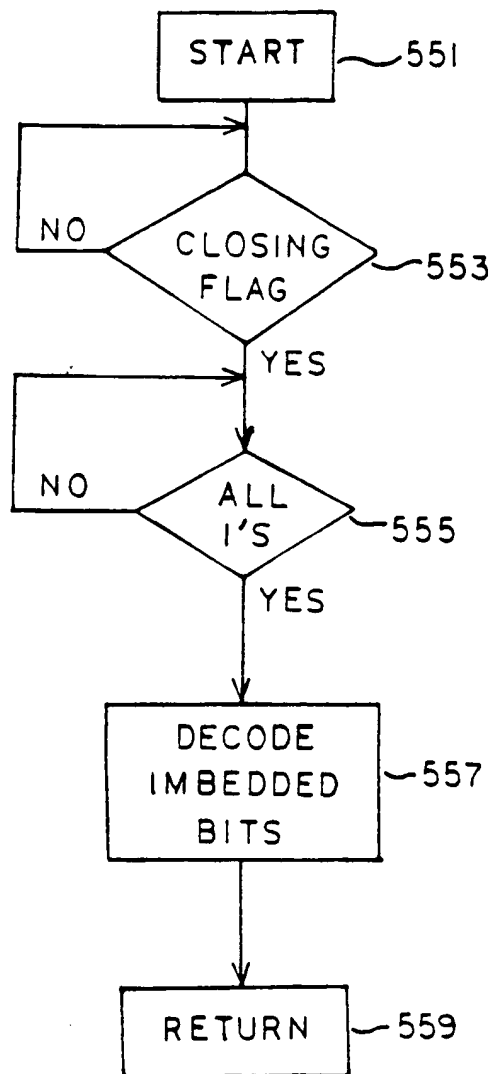 START
551
NO
CLOSING
FLAG
553
YES
NO
ALL
1'S
555
YES
DECODE
IMBEDDED
BITS
557
RETURN
559